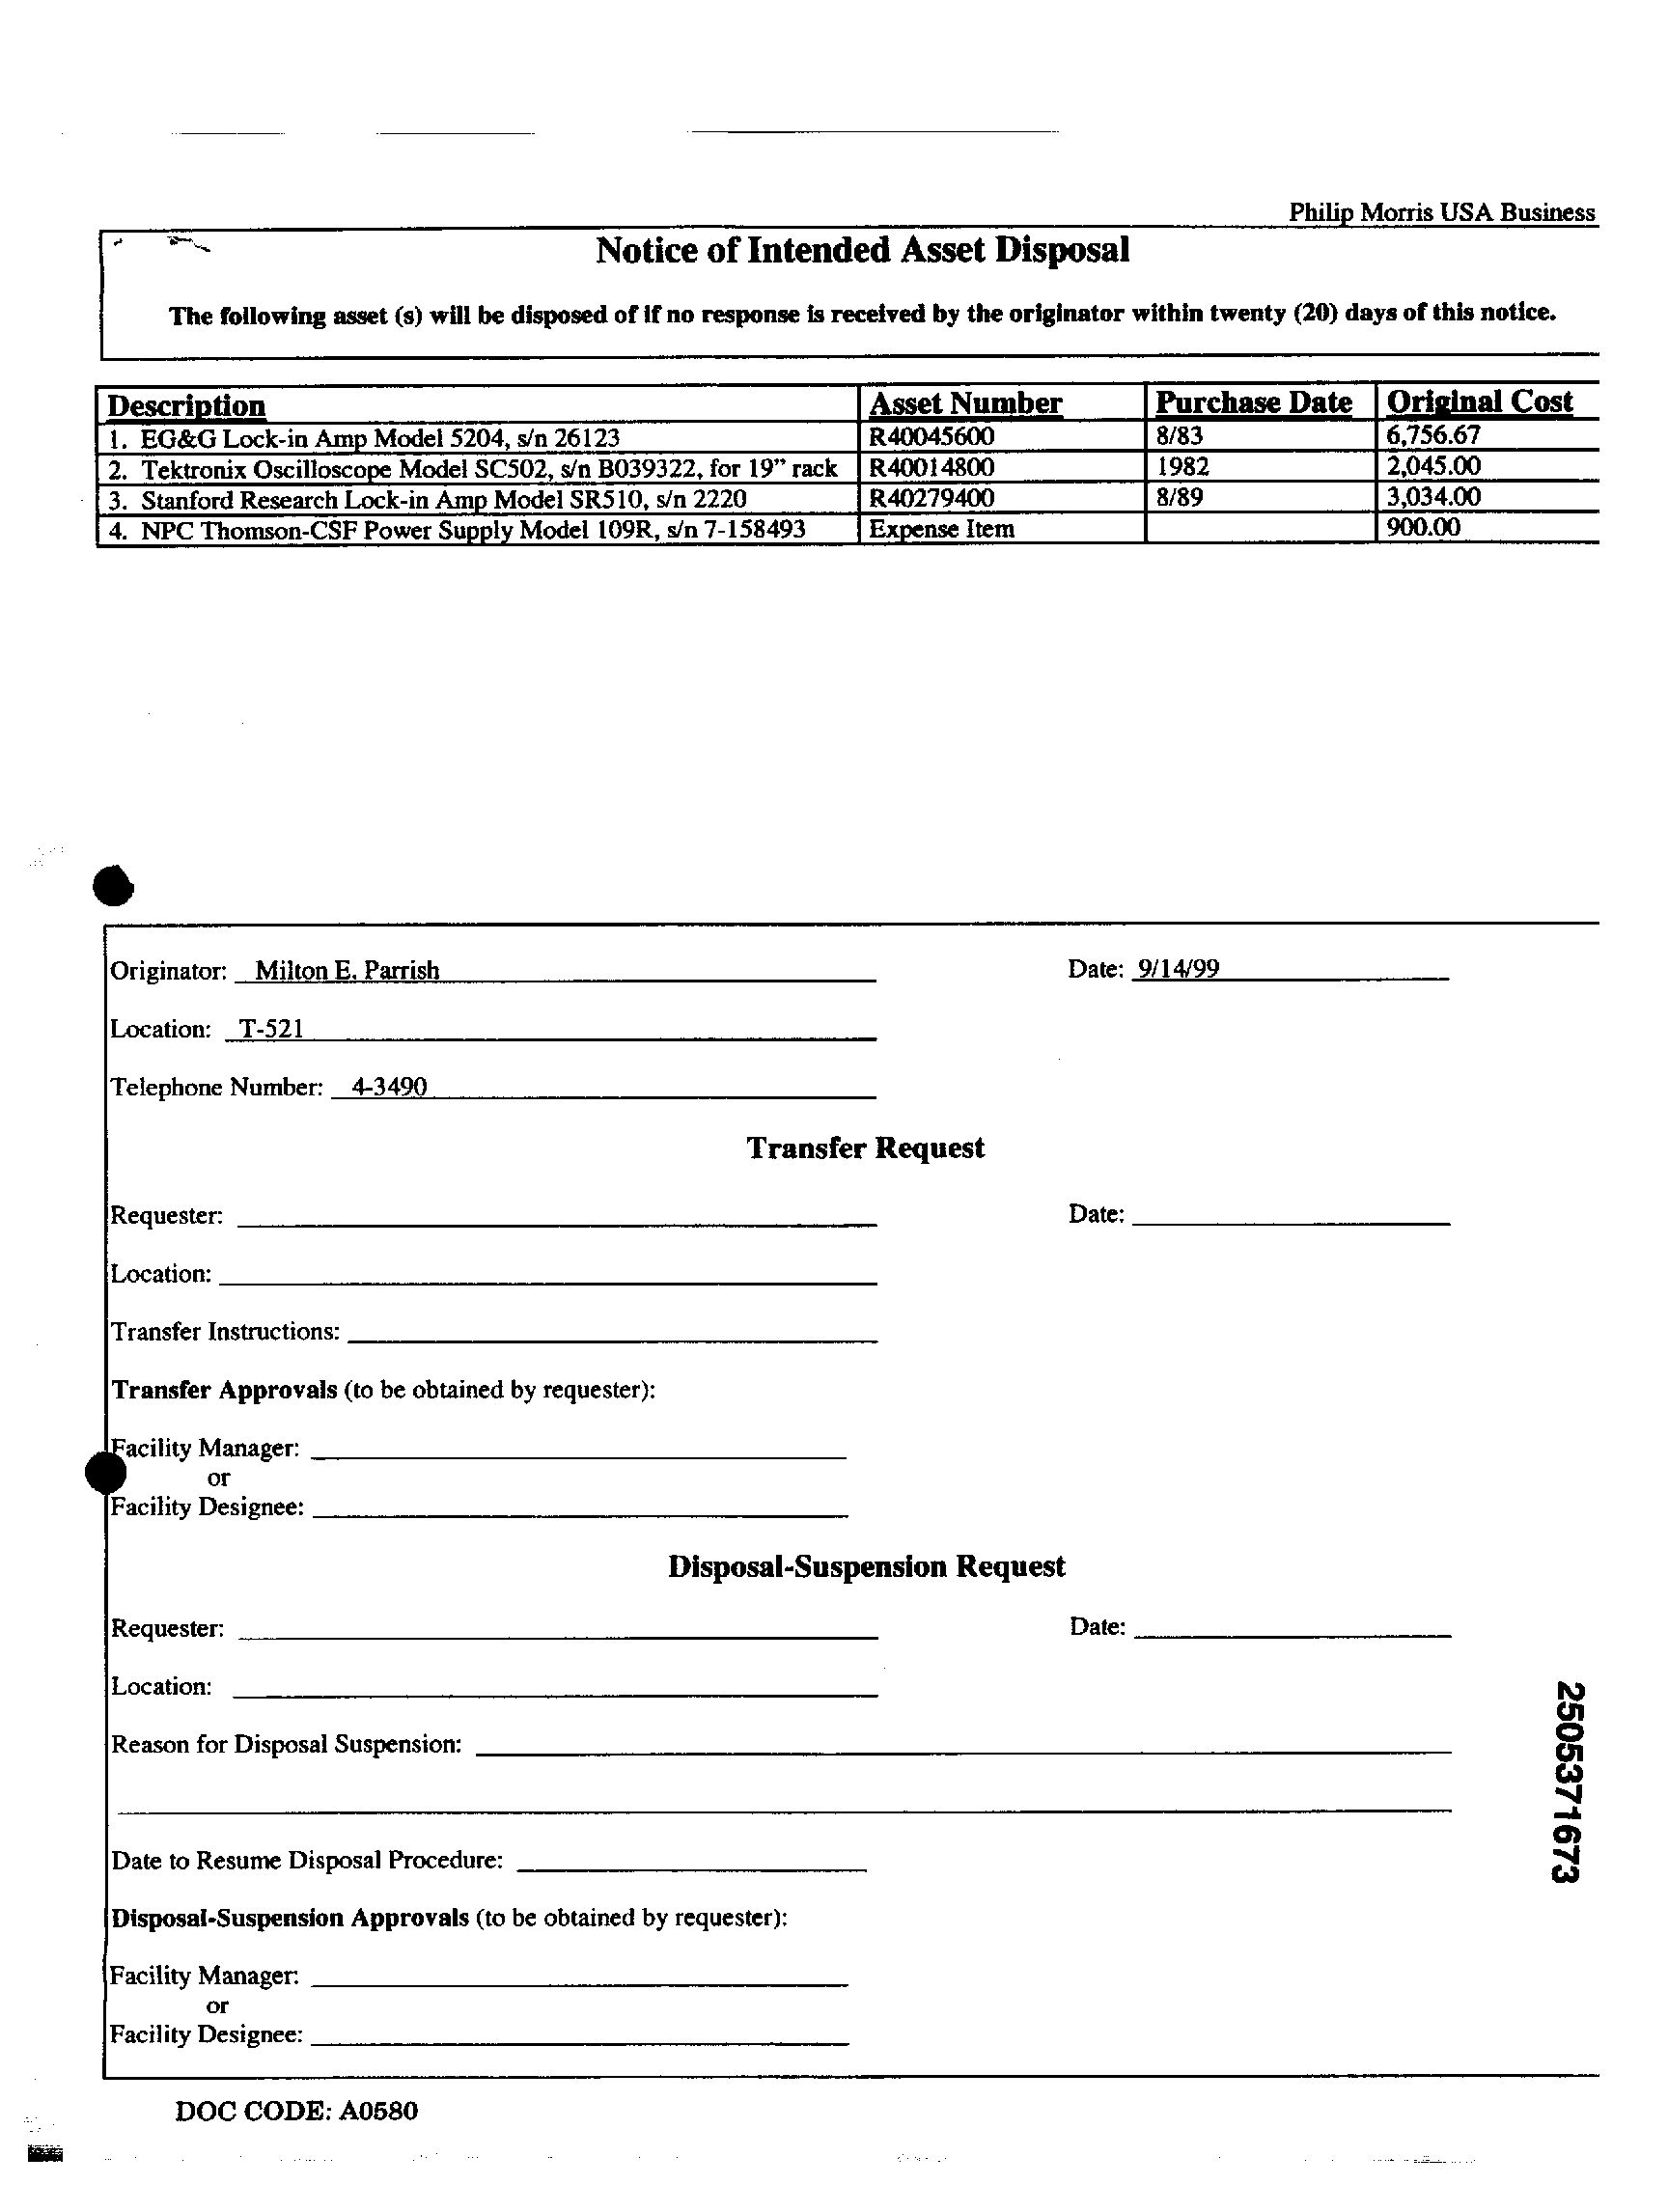 Philip Morris USA Business
Notice of Intended Asset Disposal
The following asset (s) will be disposed of if no response is received by the originator within twenty (20) days of this notice.
Description Asset Number Purchase Date Original Cost
1. EG&G Lock-in Amp Model 5204, s/n 26123 R40045600 8/83 6,756.67
2. Tektronix Oscilloscope Model SC502, s/n B039322, for 19" rack R40014800 1982 2,045.00
3. Stanford Research Lock-in Amp Model SR510, s/n 2220 R40279400 8/89 3,034.00
4. NPC Thomson-CSF Power Supply Model 109R, s/n 7-158493 Expense Item 900.00
Originator: Milton E. Parrish Date: 9/14/99
Location: T-521
Telephone Number: 4-3490
Transfer Request
Requester: Date:
Location:
Transfer Instructions:
Transfer Approvals (to be obtained by requester):
Facility Manager:
or
Facility Designee:
Disposal-Suspension Request
Requester: Date:
Location:
Reason for Disposal Suspension:
Date to Resume Disposal Procedure:
Disposal-Suspension Approvals (to be obtained by requester):
Facility Manager:
or
Facility Designee:
2505371673
DOC CODE: A0580